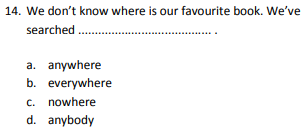 14. We don't know where is our favourite book. We've
searched ............................................ .
a. anywhere
b. everywhere
c. nowhere
d. anybody